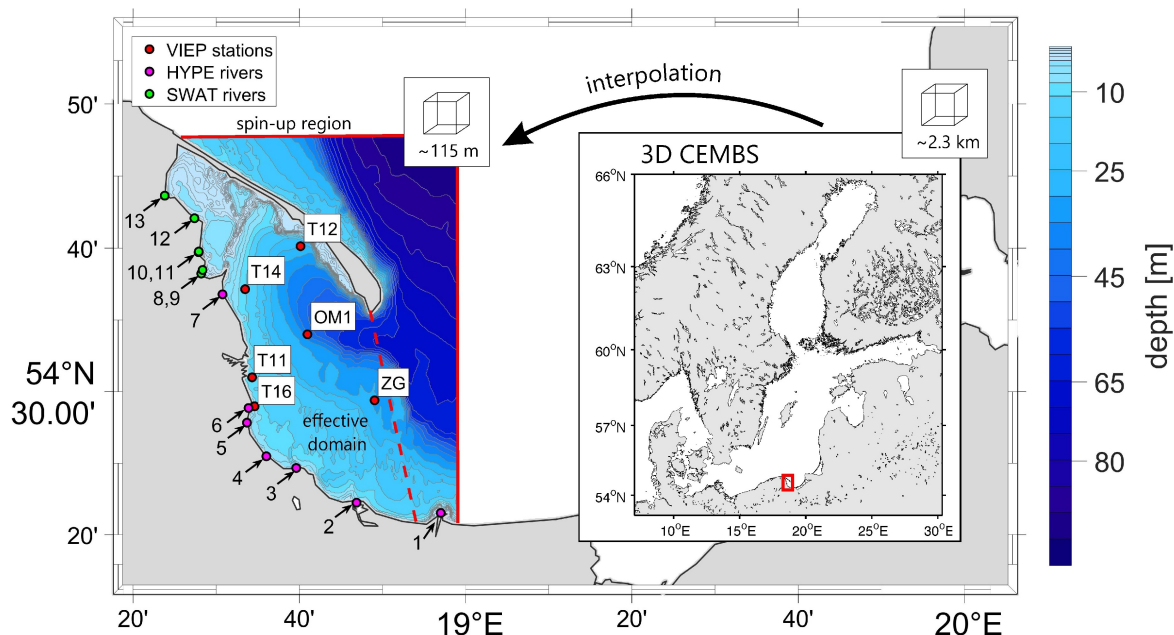 VIEP stations
HYPE rivers
SWAT rivers
spin-up region
~115 m
interpolation
~2.3 km
3D CEMBS
66°N
63°N
60°N
57°N
54°N
10°E
15°E
20°E
25°E
30°E
50'
40'
54°N
30.00'
20'
20'
40'
19°E
20'
40'
20°E
T12
T14
OM1
T11
ZG
T16
effective
domain
13
12
10,11
8,9
7
6
5
4
3
2
1
10
25
45
65
80
depth [m]